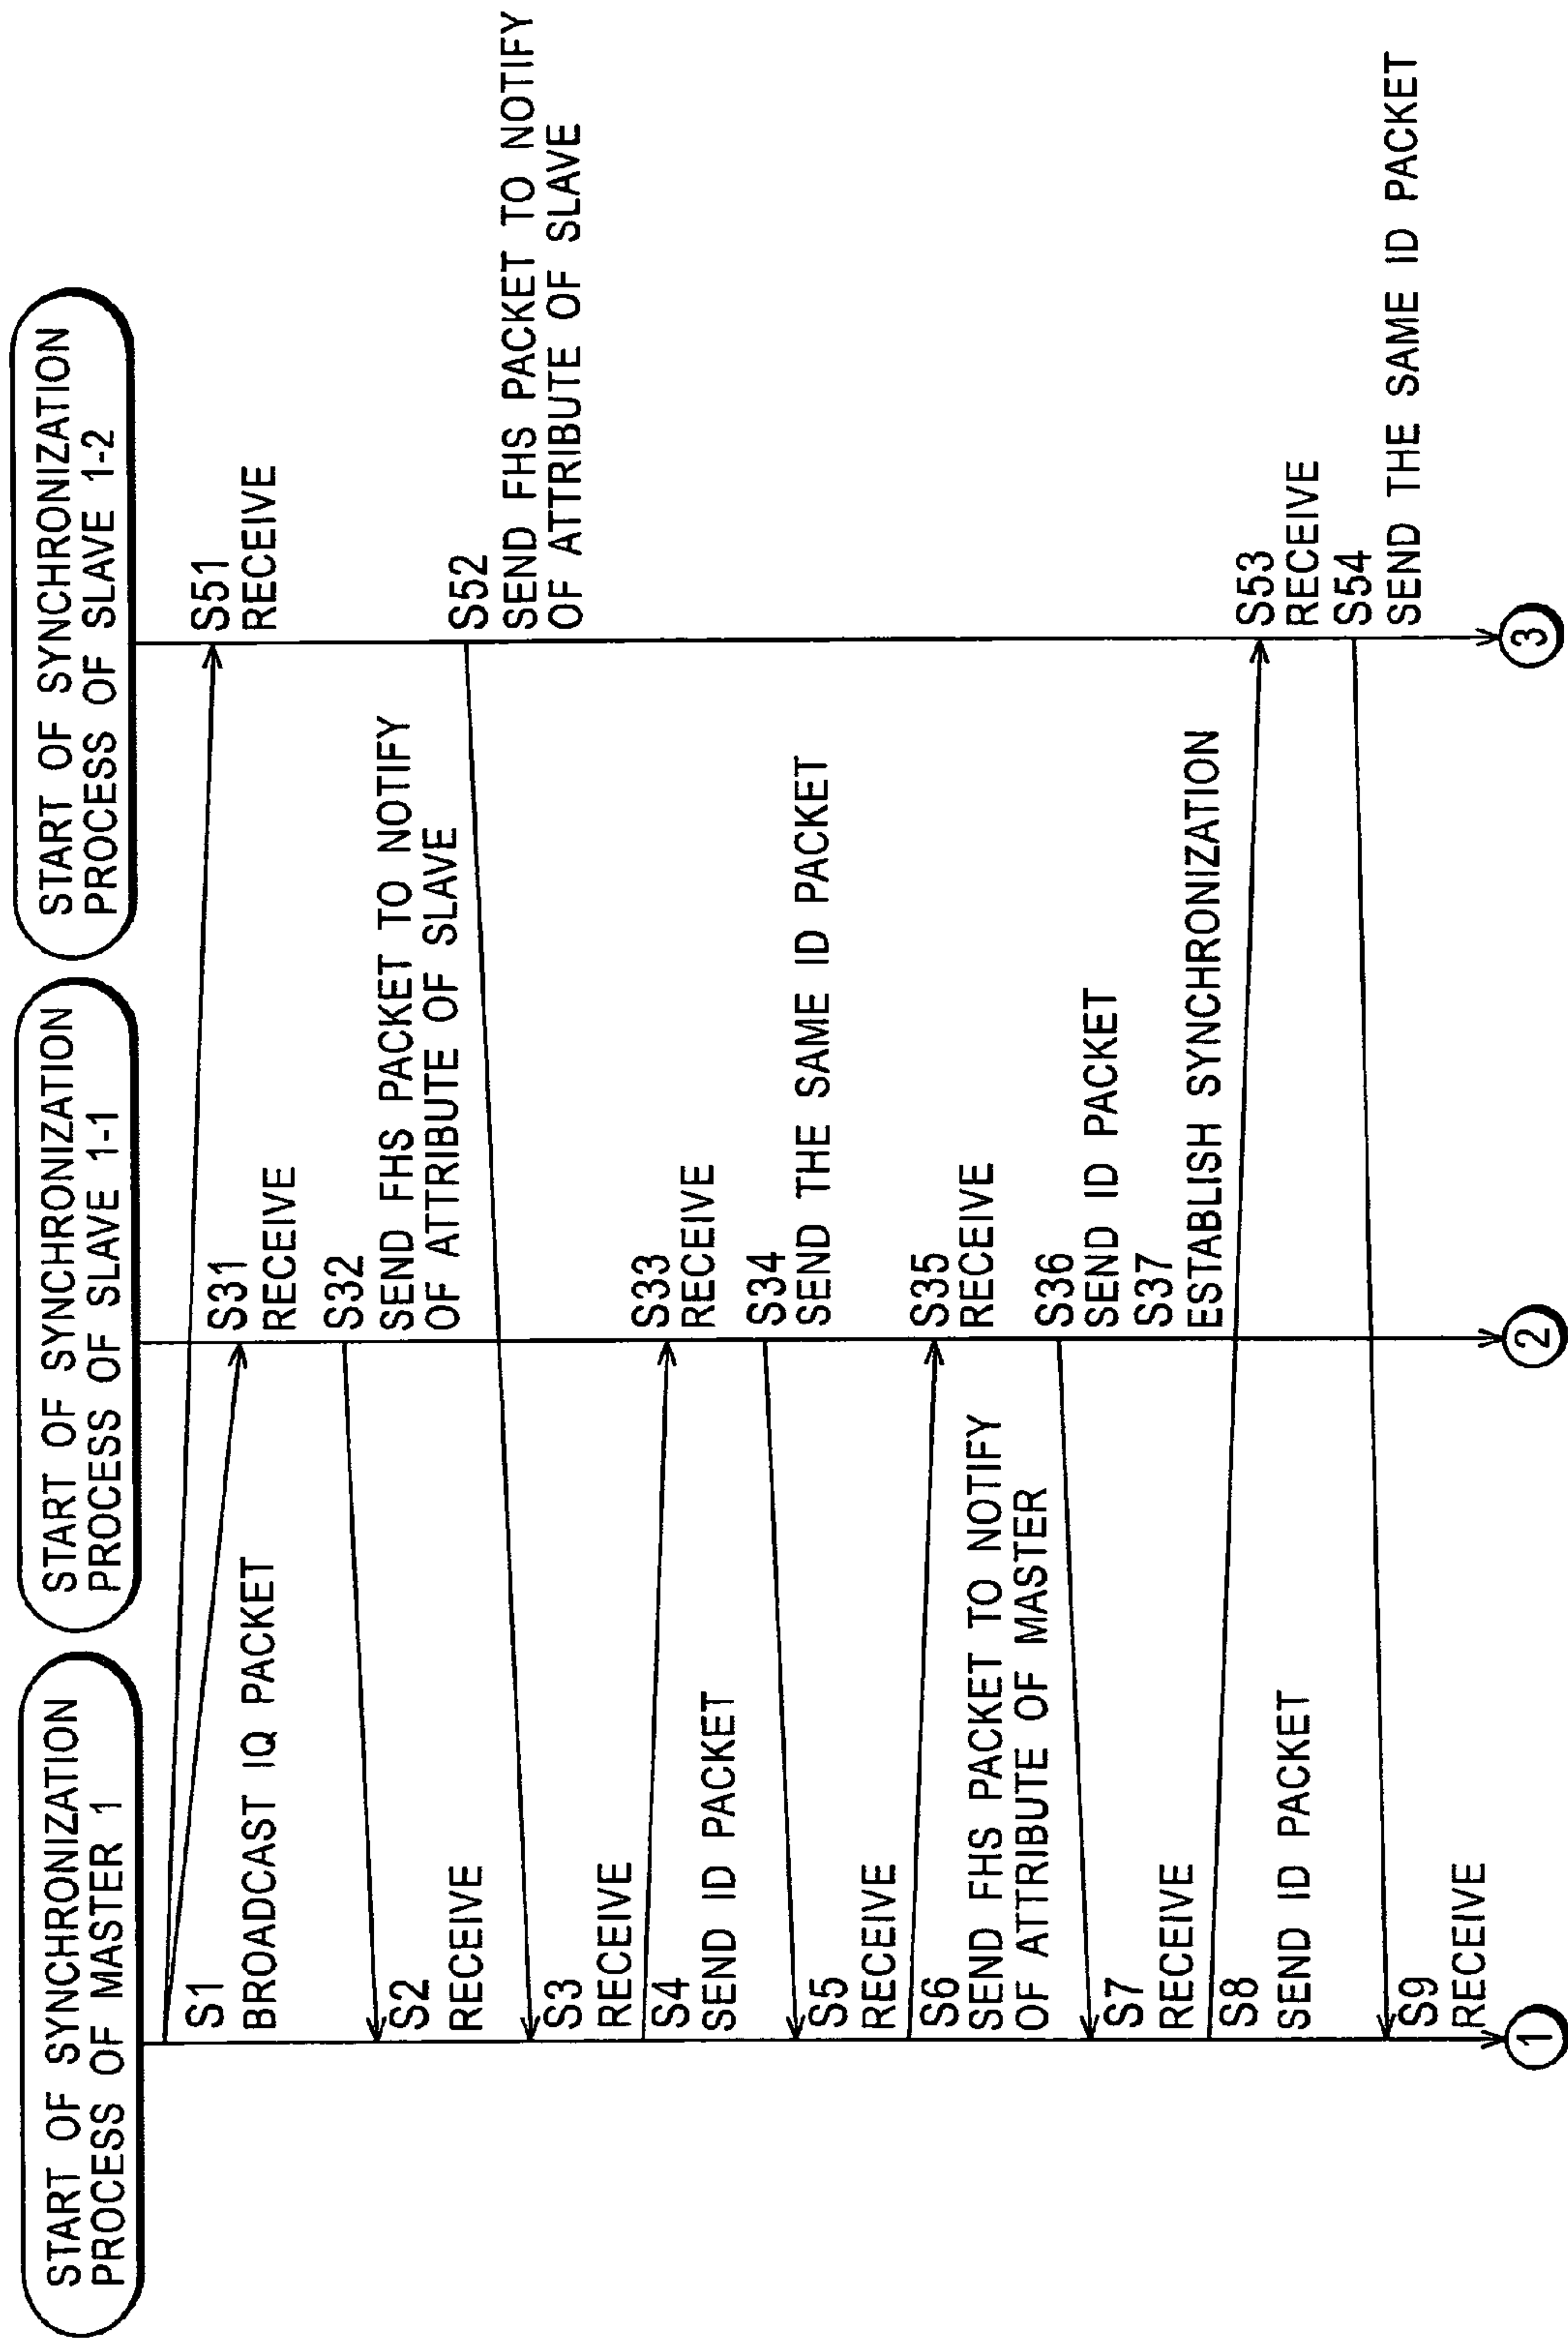 START OF SYNCHRONIZATION
PROCESS OF MASTER 1
START OF SYNCHRONIZATION
PROCESS OF SLAVE 1-1
START OF SYNCHRONIZATION
PROCESS OF SLAVE 1-2
S1
BROADCAST IQ PACKET
S31
RECEIVE
S51
RECEIVE
S32
SEND FHS PACKET TO NOTIFY
OF ATTRIBUTE OF SLAVE
S2
RECEIVE
S52
SEND FHS PACKET TO NOTIFY
OF ATTRIBUTE OF SLAVE
S3
RECEIVE
S4
SEND ID PACKET
S33
RECEIVE
S34
SEND THE SAME ID PACKET
S5
RECEIVE
S6
SEND FHS PACKET TO NOTIFY
OF ATTRIBUTE OF MASTER
S35
RECEIVE
S36
SEND ID PACKET
S7
RECEIVE
S37
ESTABLISH SYNCHRONIZATION
S8
SEND ID PACKET
S53
RECEIVE
S54
SEND THE SAME ID PACKET
S9
RECEIVE
1
2
3